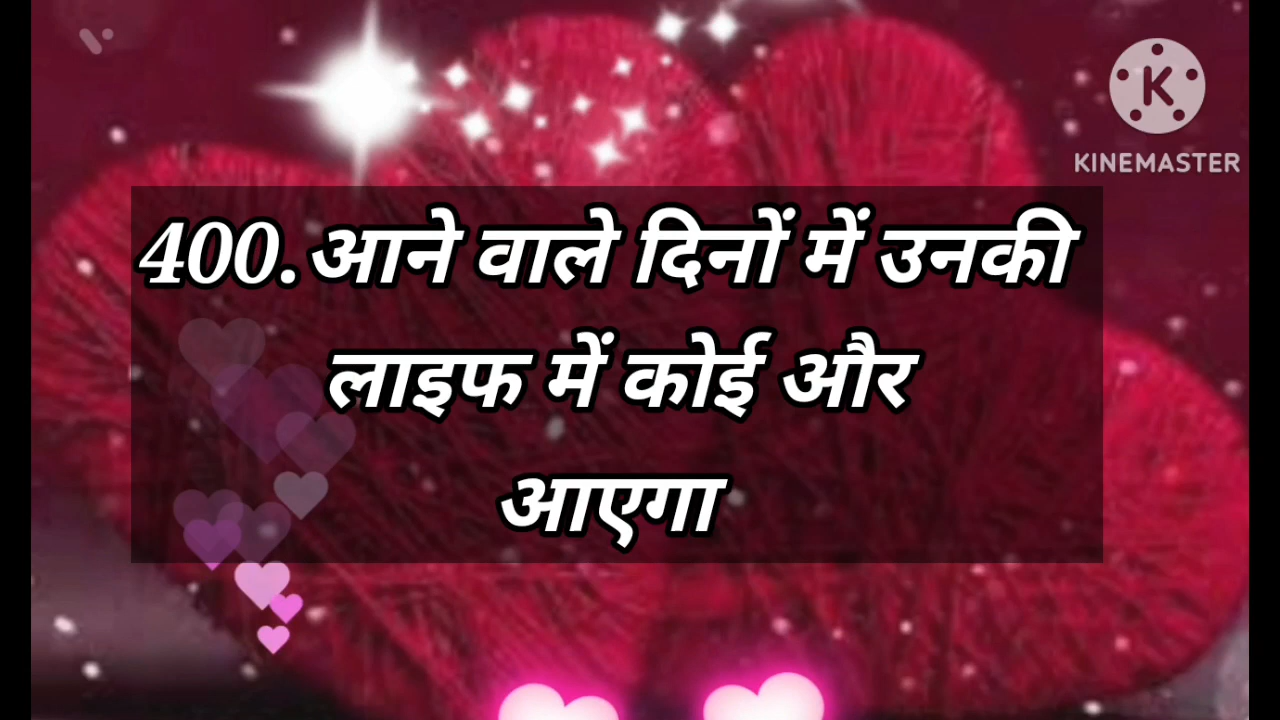 KINEMASTER
400.आने वाले दिनों में उनकी
लाइफ में कोई और
आएगा